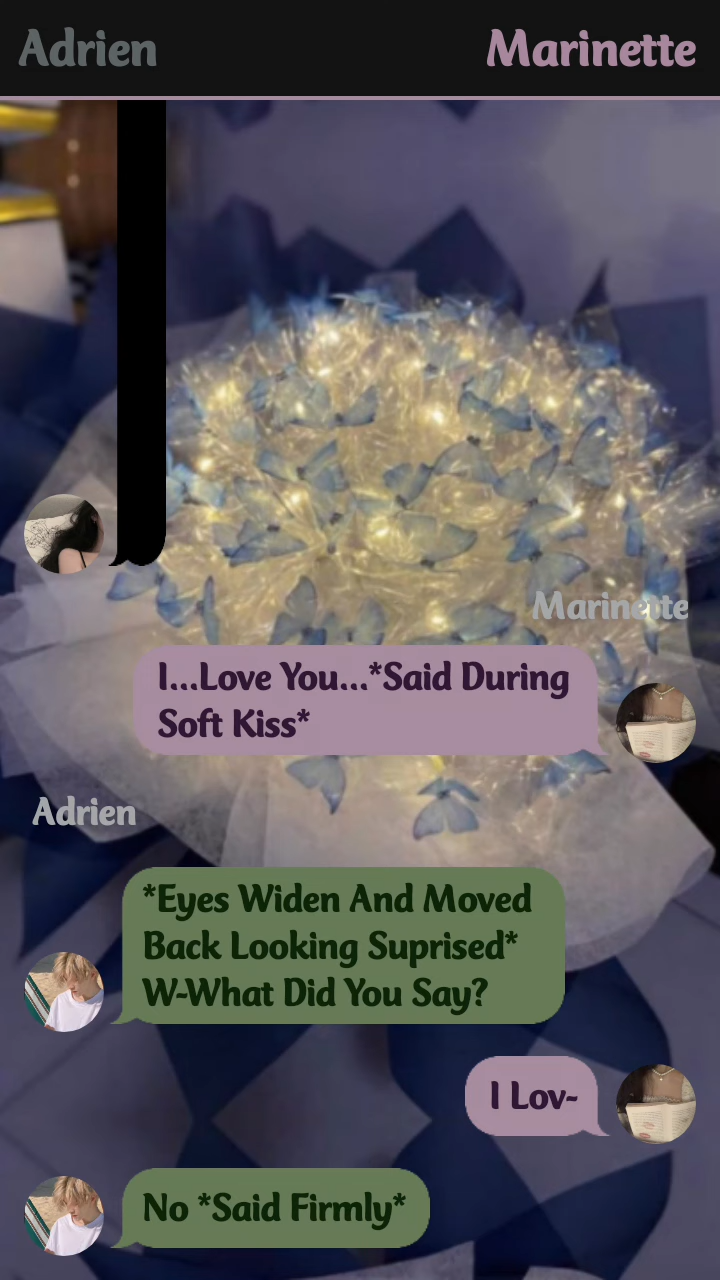 Adrien
Marinette
Marinette
I...Love You...*Said During
Soft Kiss*
Adrien
*Eyes Widen And Moved
Back Looking Suprised*
W-What Did You Say?
I Lov-
No *Said Firmly*